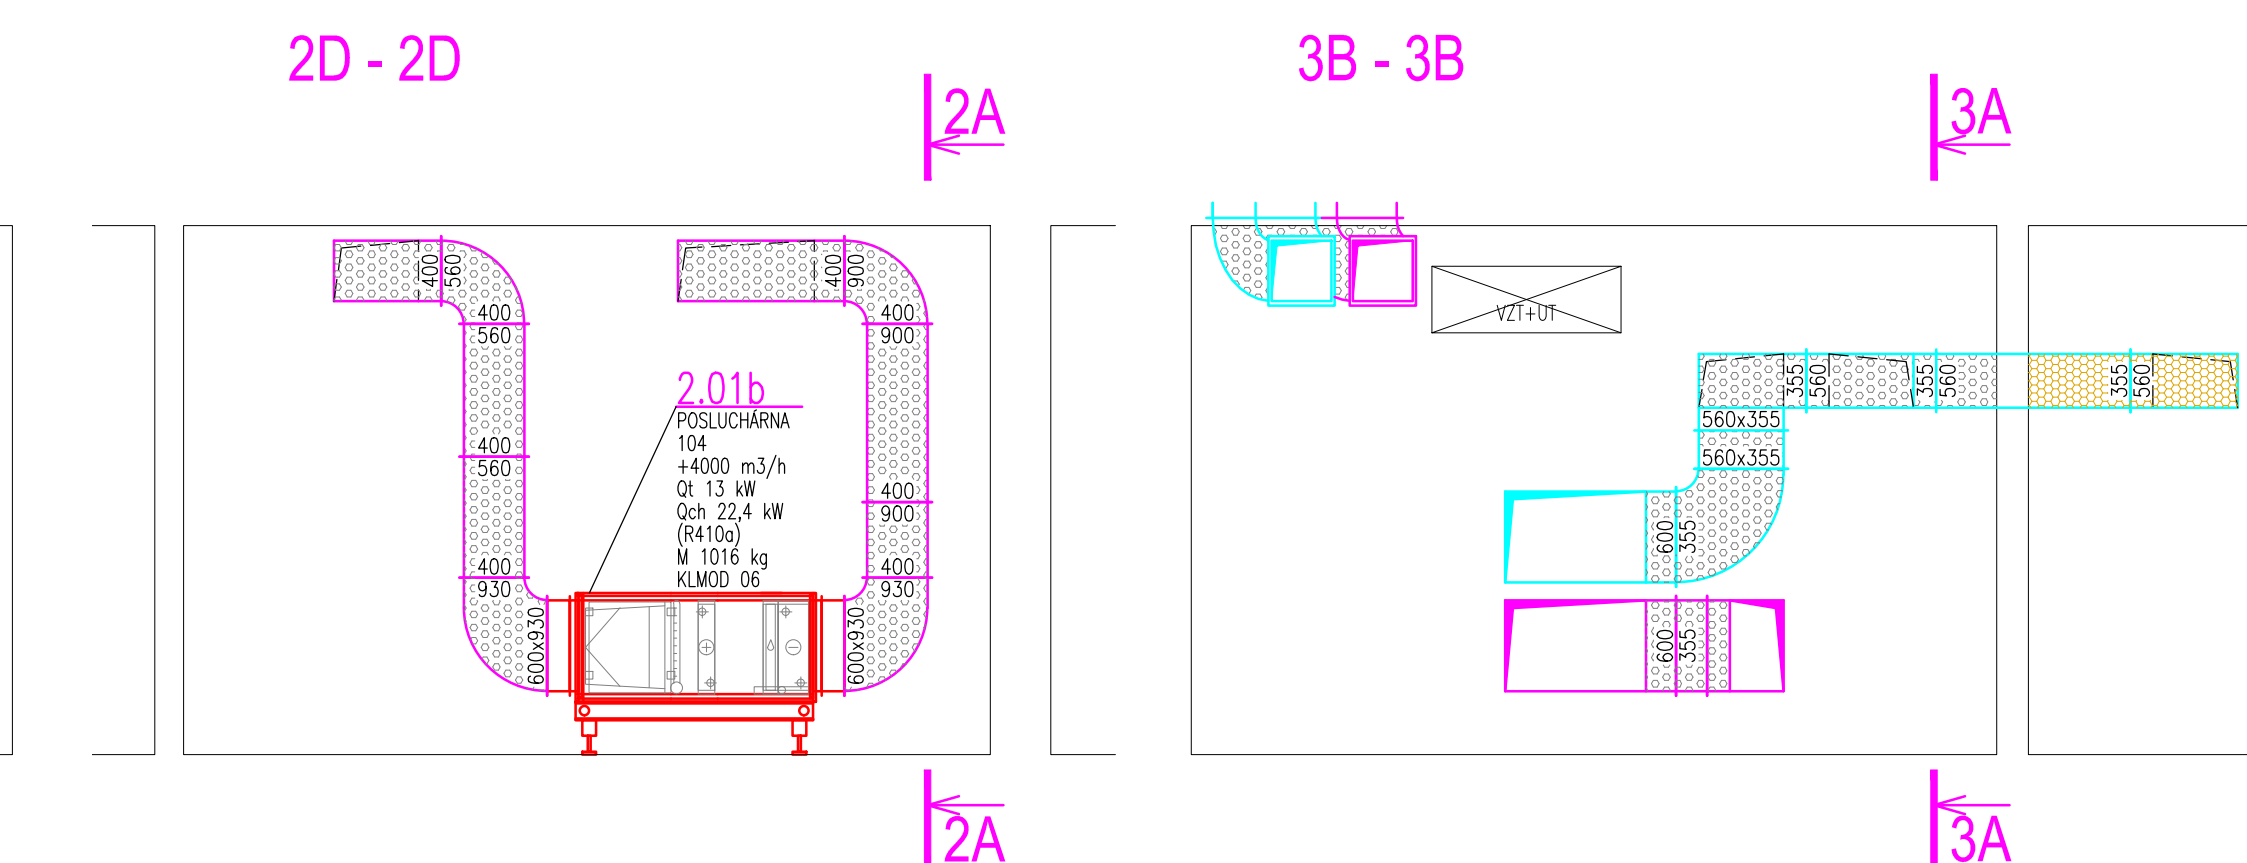 2D - 2D
3B - 3B
2A
3A
400
560
400
900
400
560
400
900
400
560
400
900
400
930
400
930
600x930
600x930
2.01b
POSLUCHÁRNA
104
+4000 m3/h
Qt 13 kW
Qch 22,4 kW
(R410a)
M 1016 kg
KLMOD 06
VZT+ÚT
355
560
355
560
355
560
560x355
560x355
600
355
600
355
2A
3A